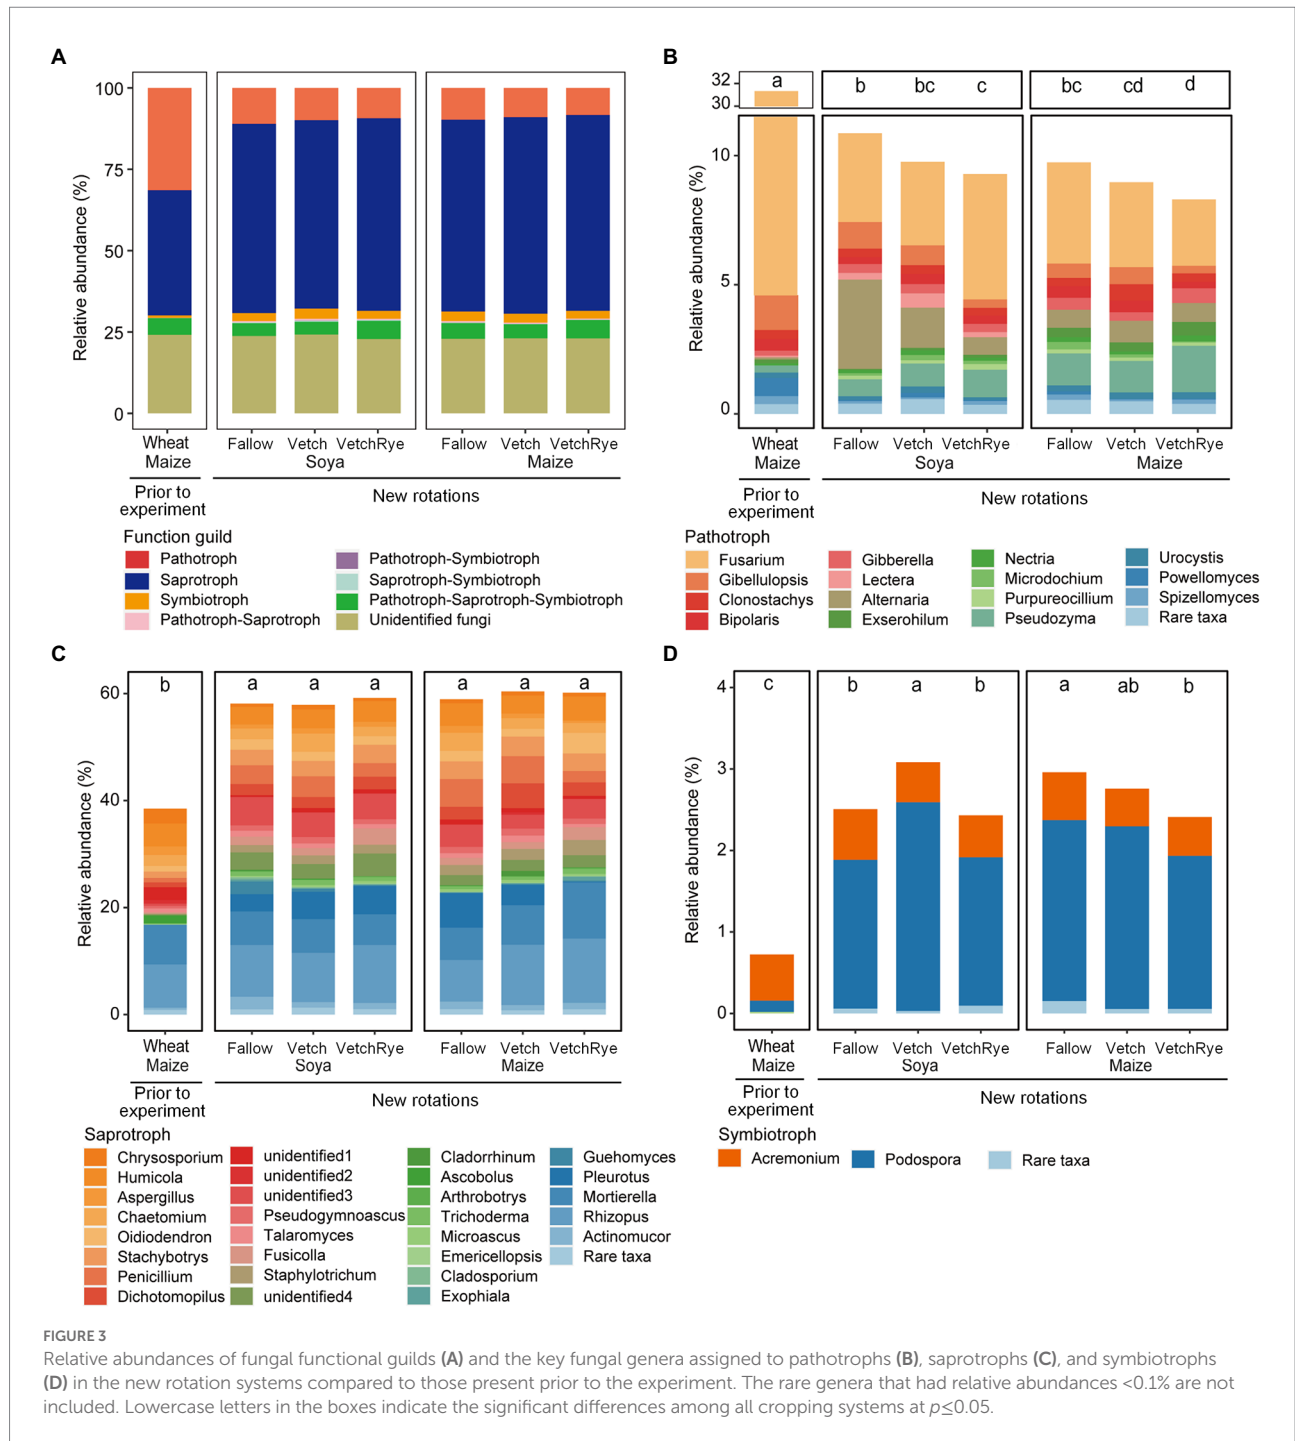 A
Relative abundance (%)
100
75
50
25
0
Wheat
Maize
Fallow
Vetch
VetchRye
Soya
Fallow
Vetch
VetchRye
Maize
Prior to
experiment
New rotations
Function guild
Pathotroph
Saprotroph
Symbiotroph
Pathotroph-Saprotroph
Pathotroph-Symbiotroph
Saprotroph-Symbiotroph
Pathotroph-Saprotroph-Symbiotroph
Unidentified fungi
B
Relative abundance (%)
32
30
10
5
0
a
b
bc
c
bc
cd
d
Wheat
Maize
Fallow
Vetch
VetchRye
Soya
Fallow
Vetch
VetchRye
Maize
Prior to
experiment
New rotations
Pathotroph
Fusarium
Gibellulopsis
Clonostachys
Bipolaris
Gibberella
Lectera
Alternaria
Exserohilum
Nectria
Microdochium
Purpureocillium
Pseudozyma
Urocystis
Powellomyces
Spizellomyces
Rare taxa
C
Relative abundance (%)
60
40
20
0
b
a
a
a
a
a
a
Wheat
Maize
Fallow
Vetch
VetchRye
Soya
Fallow
Vetch
VetchRye
Maize
Prior to
experiment
New rotations
Saprotroph
Chrysosporium
Humicola
Aspergillus
Chaetomium
Oidiodendron
Stachybotrys
Penicillium
Dichotomopilus
unidentified1
unidentified2
unidentified3
Pseudogymnoascus
Talaromyces
Fusicolla
Staphylotrichum
unidentified4
Cladorrhinum
Ascobolus
Arthrobotrys
Trichoderma
Microascus
Emericellopsis
Cladosporium
Exophiala
Guehomyces
Pleurotus
Mortierella
Rhizopus
Actinomucor
Rare taxa
D
Relative abundance (%)
4
3
2
1
0
c
b
a
b
a
ab
b
Wheat
Maize
Fallow
Vetch
VetchRye
Soya
Fallow
Vetch
VetchRye
Maize
Prior to
experiment
New rotations
Symbiotroph
Acremonium
Podospora
Rare taxa
FIGURE 3
Relative abundances of fungal functional guilds (A) and the key fungal genera assigned to pathotrophs (B), saprotrophs (C), and symbiotrophs
(D) in the new rotation systems compared to those present prior to the experiment. The rare genera that had relative abundances <0.1% are not
included. Lowercase letters in the boxes indicate the significant differences among all cropping systems at p≤0.05.